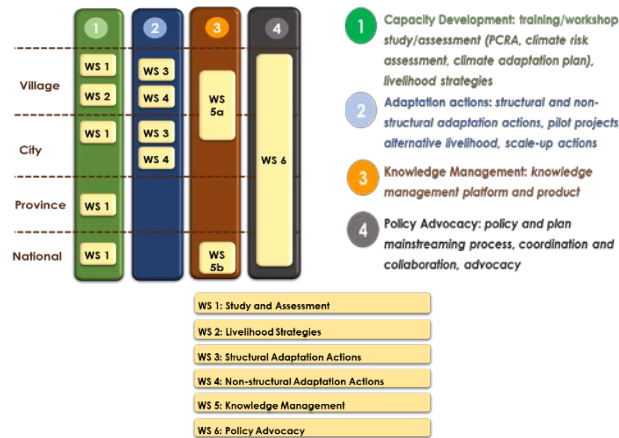 1 2 3 4
Village
City
Province
National
WS 1
WS 2
WS 1
WS 1
WS 1
WS 3
WS 4
WS 3
WS 4
WS
5a
WS
5b
WS 6
1 Capacity Development: training/workshop
study/assessment (PCRA, climate risk
assessment, climate adaptation plan),
livelihood strategies
2 Adaptation actions: structural and non-
structural adaptation actions, pilot projects,
alternative livelihood, scale-up actions
3 Knowledge Management: knowledge
management platform and product
4 Policy Advocacy: policy and plan
mainstreaming process, coordination and
collaboration, advocacy
WS 1: Study and Assessment
WS 2: Livelihood Strategies
WS 3: Structural Adaptation Actions
WS 4: Non-structural Adaptation Actions
WS 5: Knowledge Management
WS 6: Policy Advocacy